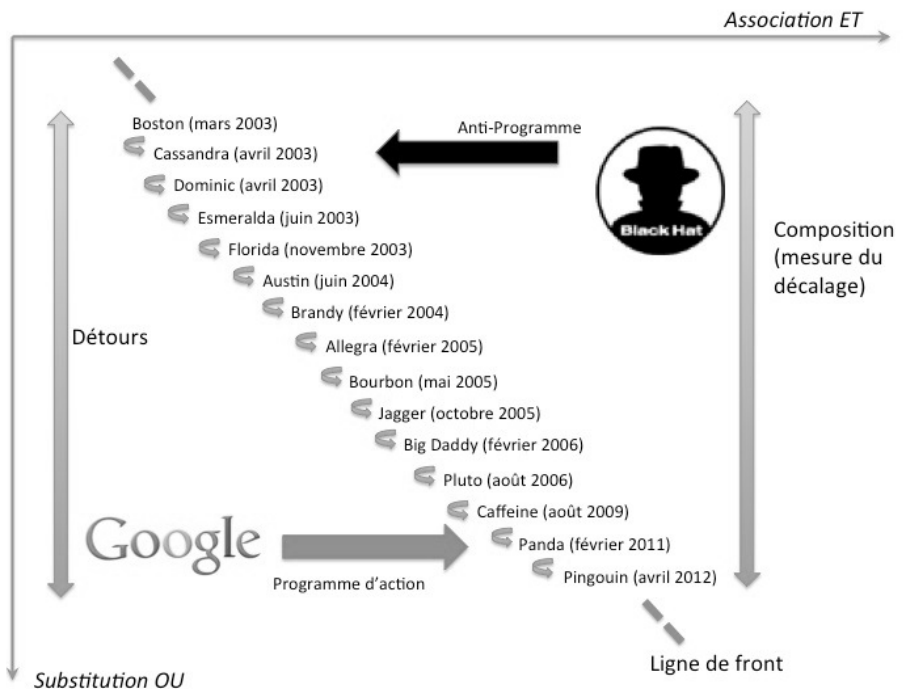 Association ET
Boston (mars 2003)
Anti-Programme
Cassandra (avril 2003)
Dominic (avril 2003)
Esmeralda (juin 2003)
Black Hat
Composition
(mesure du
décalage)
Florida (novembre 2003)
Austin (juin 2004)
Brandy (février 2004)
Détours
Allegra (février 2005)
Bourbon (mai 2005)
Jagger (octobre 2005)
Big Daddy (février 2006)
Pluto (août 2006)
Caffeine (août 2009)
Google
Panda (février 2011)
Programme d’action
Pingouin (avril 2012)
Ligne de front
Substitution OU